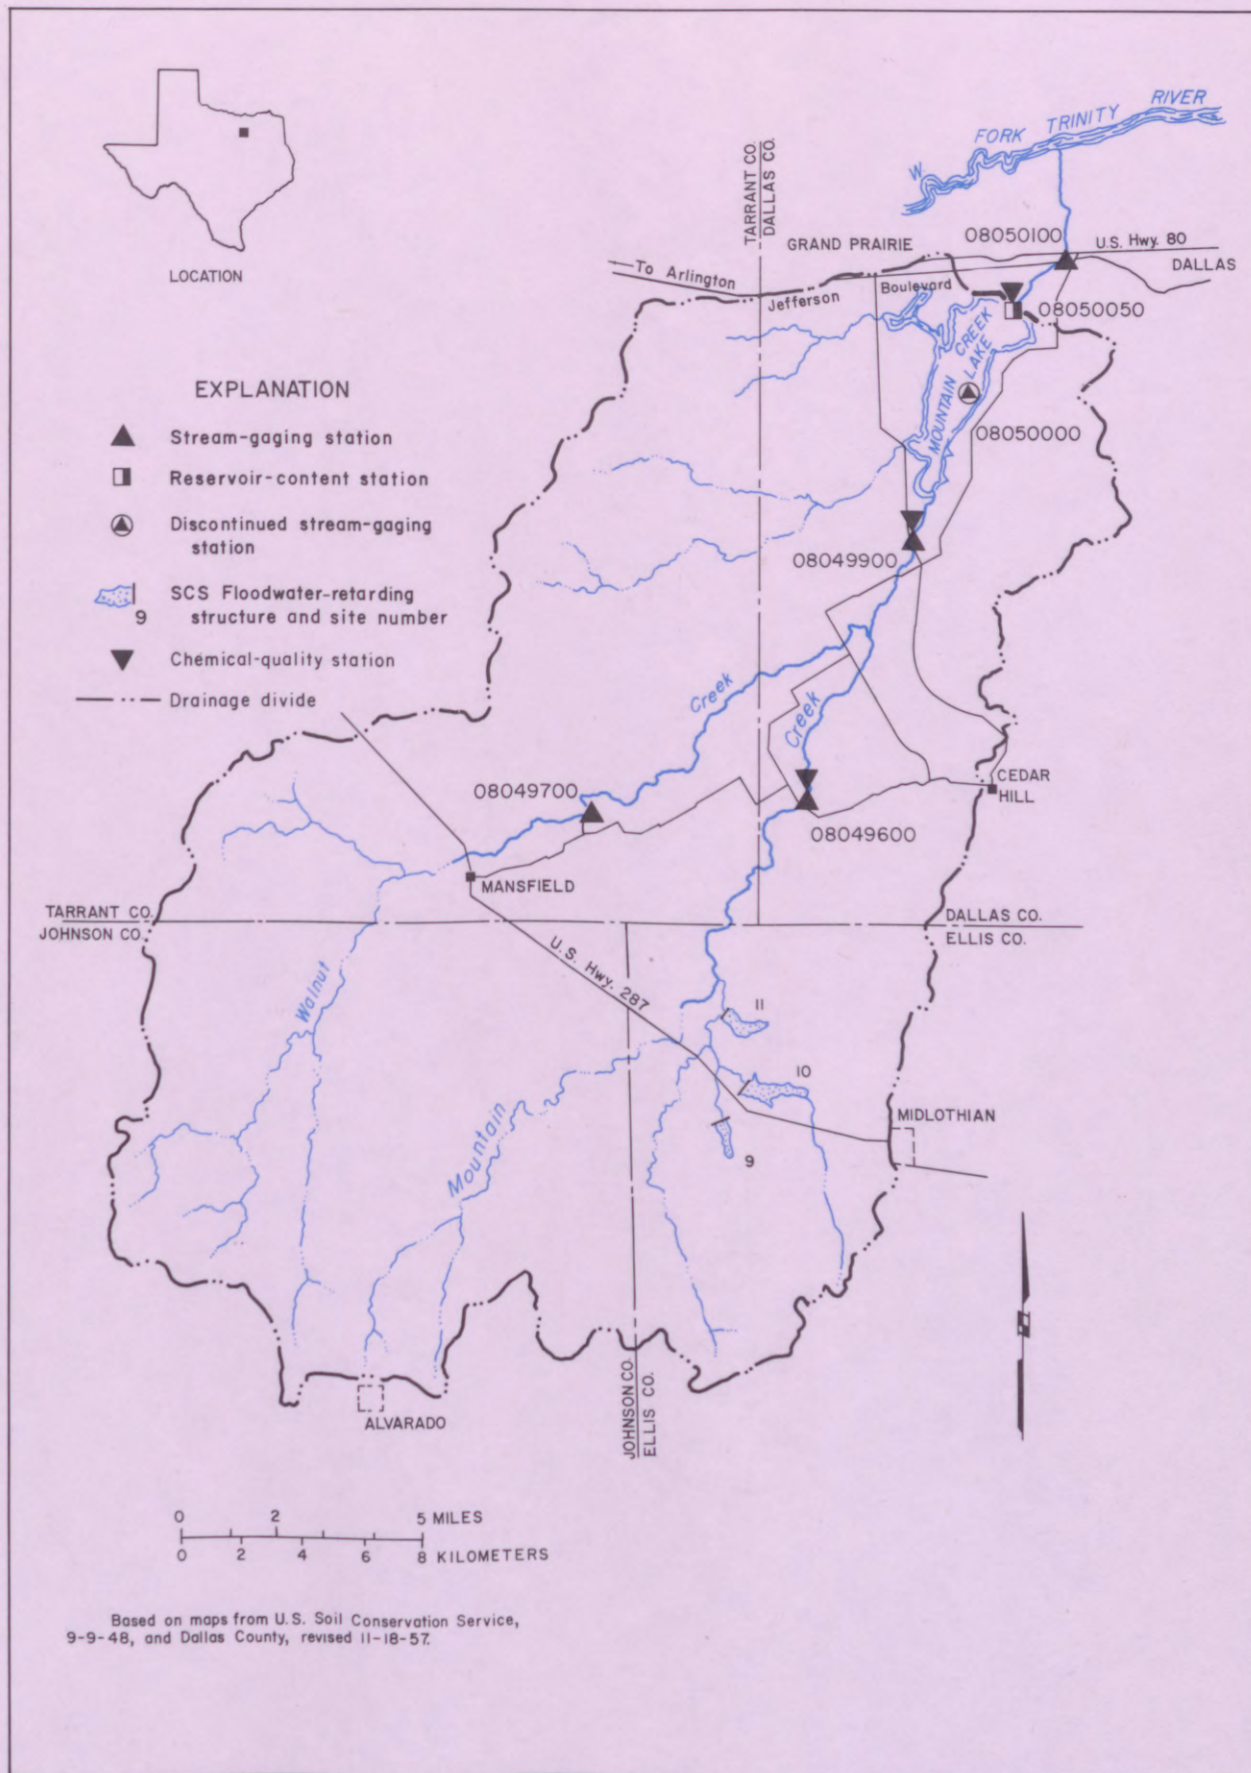 LOCATION
W. FORK TRINITY RIVER
TARRANT CO.
DALLAS CO.
08050100
GRAND PRAIRIE
U.S. Hwy. 80
DALLAS
To Arlington
Jefferson Boulevard
08050050
MOUNTAIN CREEK
LAKE
08050000
EXPLANATION
Stream-gaging station
Reservoir-content station
Discontinued stream-gaging
station
9
SCS Floodwater-retarding
structure and site number
Chemical-quality station
Drainage divide
08049900
Creek
Creek
08049700
CEDAR
HILL
08049600
MANSFIELD
TARRANT CO.
JOHNSON CO.
DALLAS CO.
ELLIS CO.
U.S. Hwy. 287
Walnut
11
10
Mountain
MIDLOTHIAN
9
JOHNSON CO.
ELLIS CO.
ALVARADO
0 2 5 MILES
0 2 4 6 8 KILOMETERS
Based on maps from U.S. Soil Conservation Service,
9-9-48, and Dallas County, revised 11-18-57.